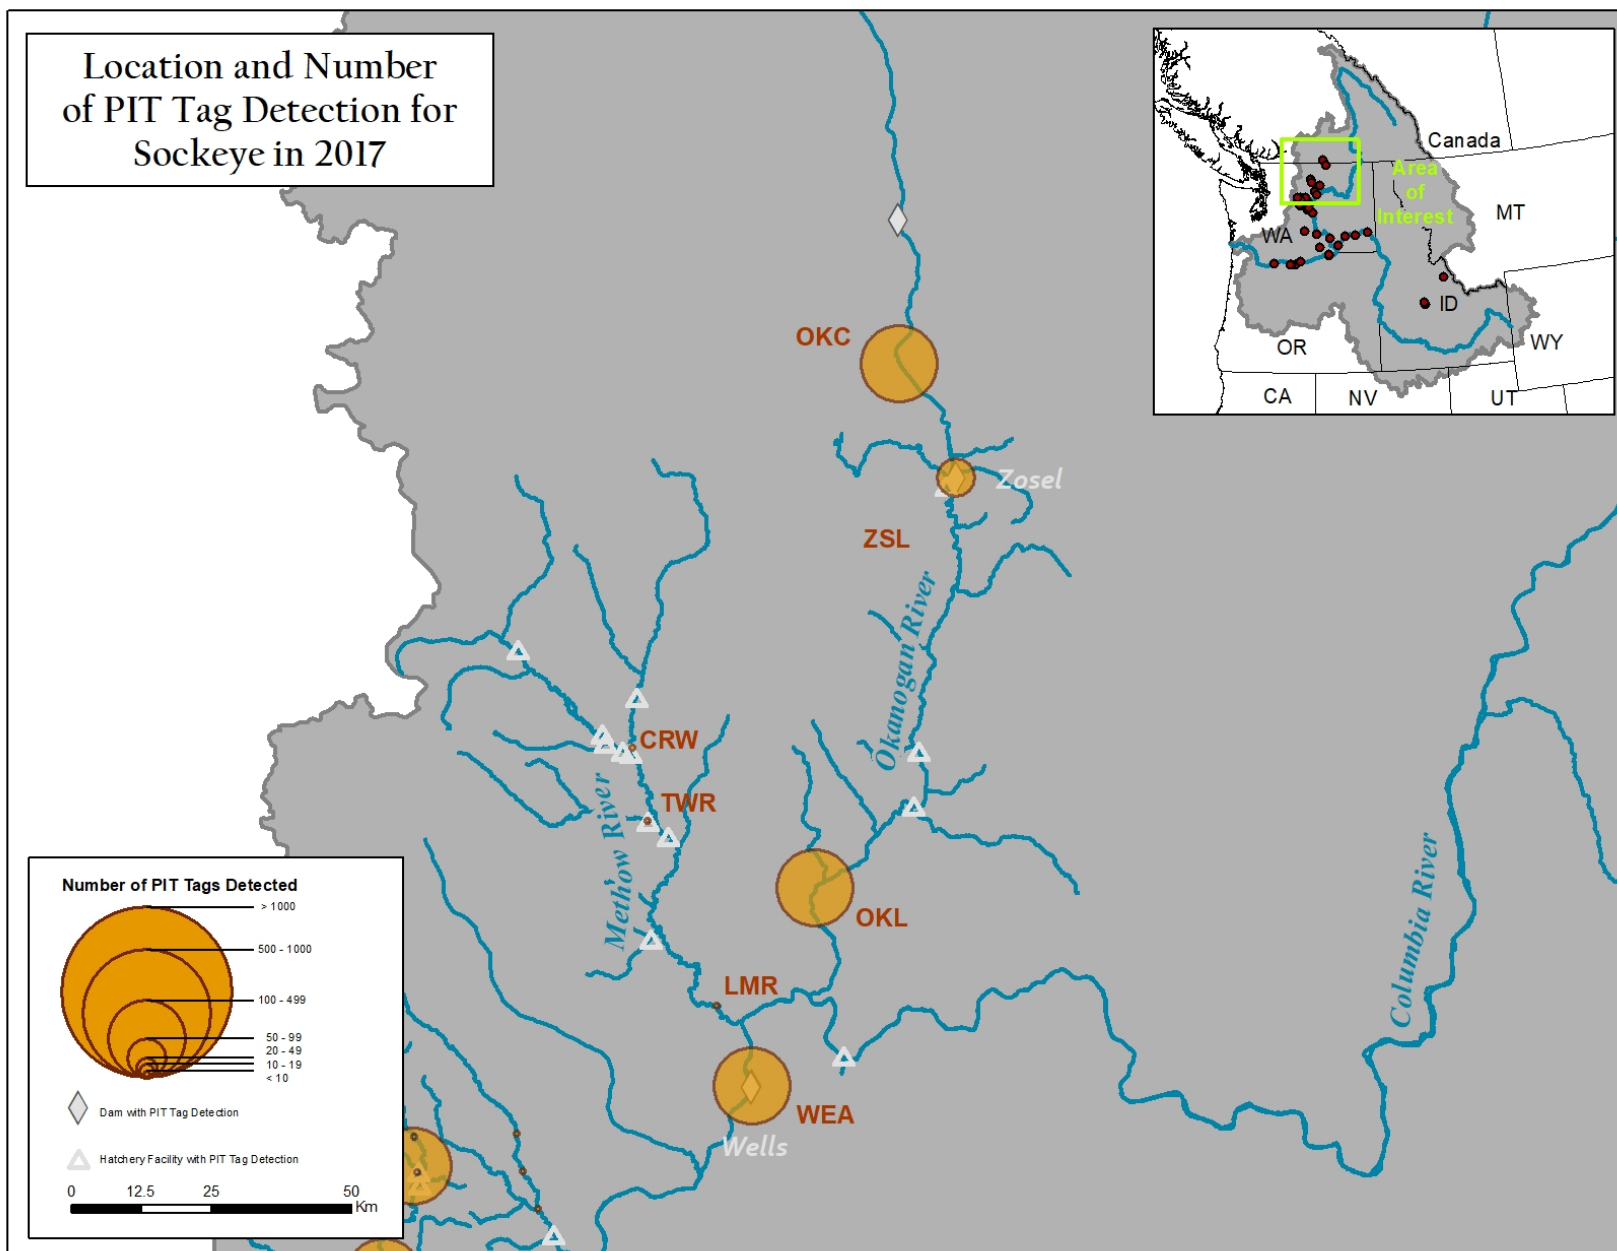 Location and Number
of PIT Tag Detection for
Sockeye in 2017
Canada
Area
of
Interest
MT
WA
ID
OR
WY
CA
NV
UT
OKC
Zosel
ZSL
Okanogan River
CRW
TWR
Methow River
OKL
LMR
Columbia River
WEA
Wells
Number of PIT Tags Detected
> 1000
500 - 1000
100 - 499
50 - 99
20 - 49
10 - 19
< 10
Dam with PIT Tag Detection
Hatchery Facility with PIT Tag Detection
0 12.5 25 50
Km